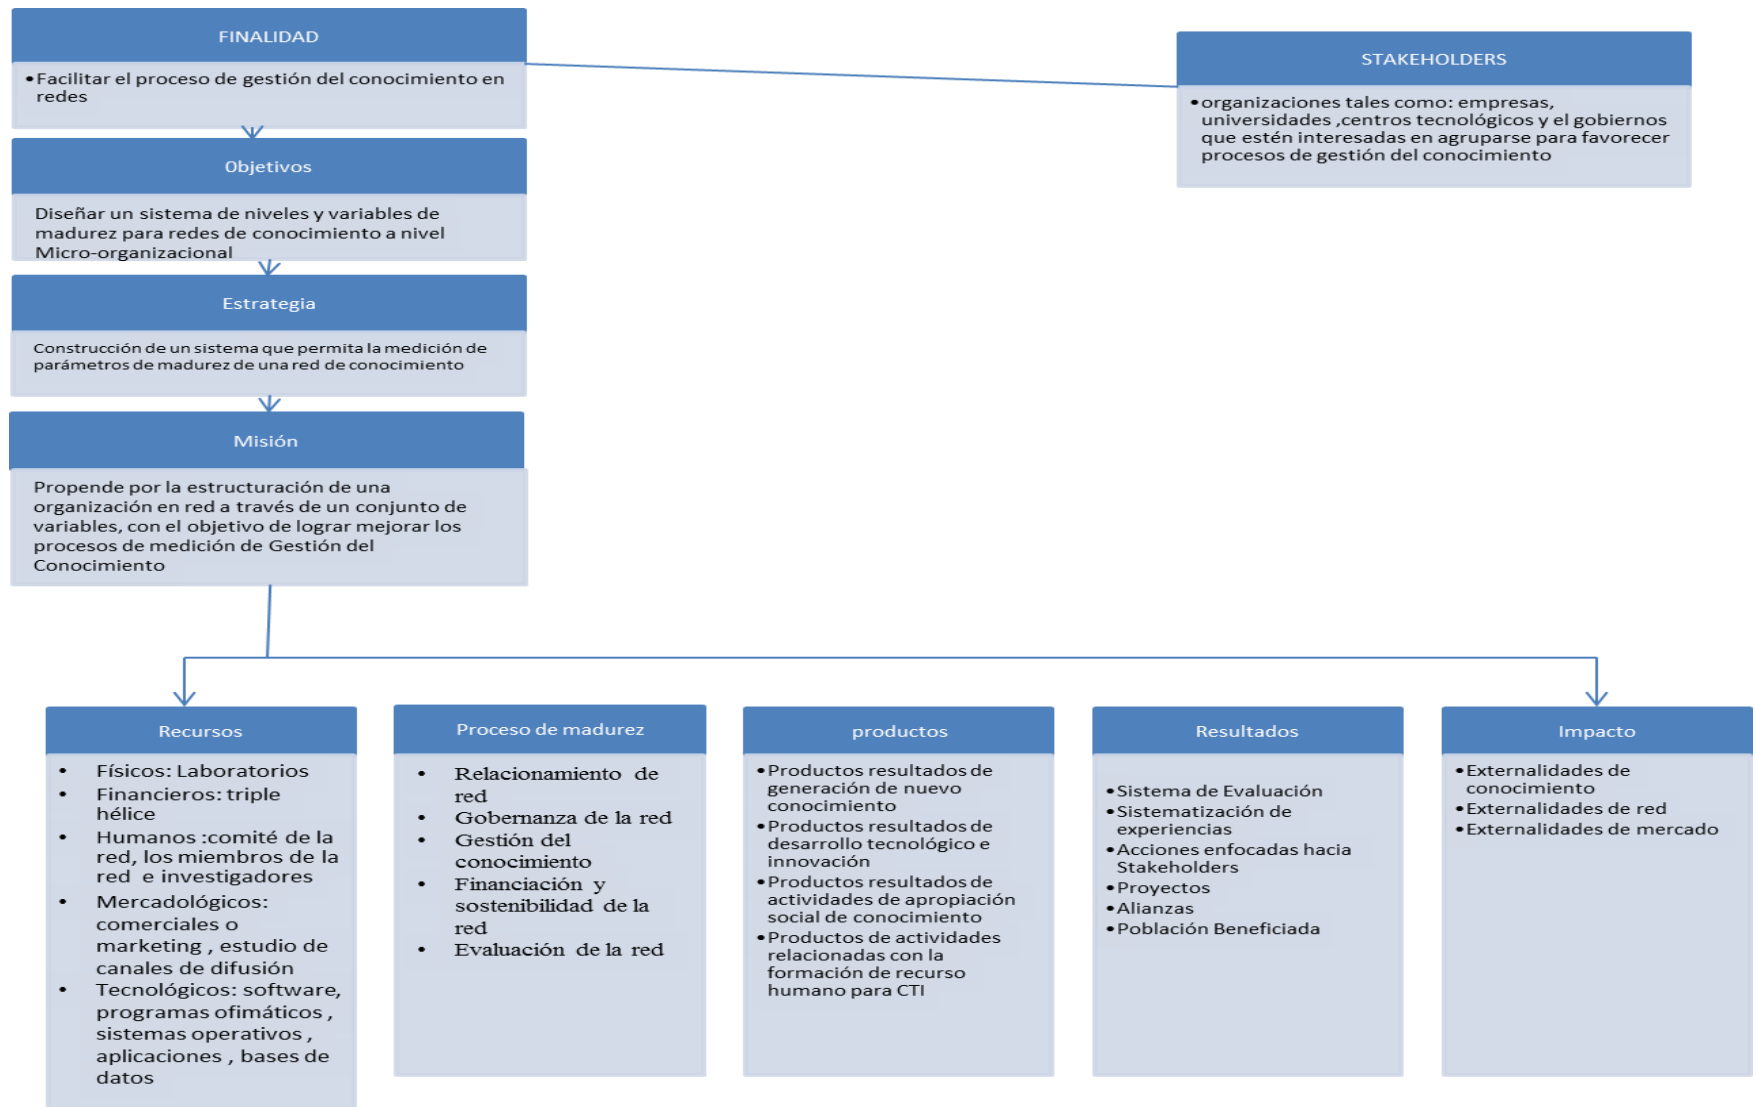 FINALIDAD
•Facilitar el proceso de gestión del conocimiento en
redes
STAKEHOLDERS
•organizaciones tales como: empresas,
universidades ,centros tecnológicos y el gobiernos
que estén interesadas en agruparse para favorecer
procesos de gestión del conocimiento
Objetivos
Diseñar un sistema de niveles y variables de
madurez para redes de conocimiento a nivel
Micro-organizacional
Estrategia
Construcción de un sistema que permita la medición de
parámetros de madurez de una red de conocimiento
Misión
Propende por la estructuración de una
organización en red a través de un conjunto de
variables, con el objetivo de lograr mejorar los
procesos de medición de Gestión del
Conocimiento
Recursos
• Físicos: Laboratorios
• Financieros: triple
hélice
• Humanos :comité de la
red, los miembros de la
red e investigadores
• Mercadológicos:
comerciales o
marketing , estudio de
canales de difusión
• Tecnológicos: software,
programas ofimáticos ,
sistemas operativos ,
aplicaciones , bases de
datos
Proceso de madurez
• Relacionamiento de
red
• Gobernanza de la red
• Gestión del
conocimiento
• Financiación y
sostenibilidad de la
red
• Evaluación de la red
productos
•Productos resultados de
generación de nuevo
conocimiento
•Productos resultados de
desarrollo tecnológico e
innovación
•Productos resultados de
actividades de apropiación
social de conocimiento
•Productos de actividades
relacionadas con la
formación de recurso
humano para CTI
Resultados
•Sistema de Evaluación
•Sistematización de
experiencias
•Acciones enfocadas hacia
Stakeholders
•Proyectos
•Alianzas
•Población Beneficiada
Impacto
•Externalidades de
conocimiento
•Externalidades de red
•Externalidades de mercado